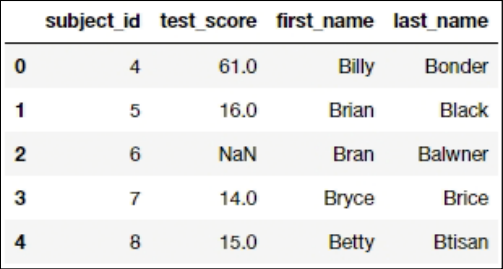 subject_id test_score first_name last_name
0 4 61.0 Billy Bonder
1 5 16.0 Brian Black
2 6 NaN Bran Balwner
3 7 14.0 Bryce Brice
4 8 15.0 Betty Btisan